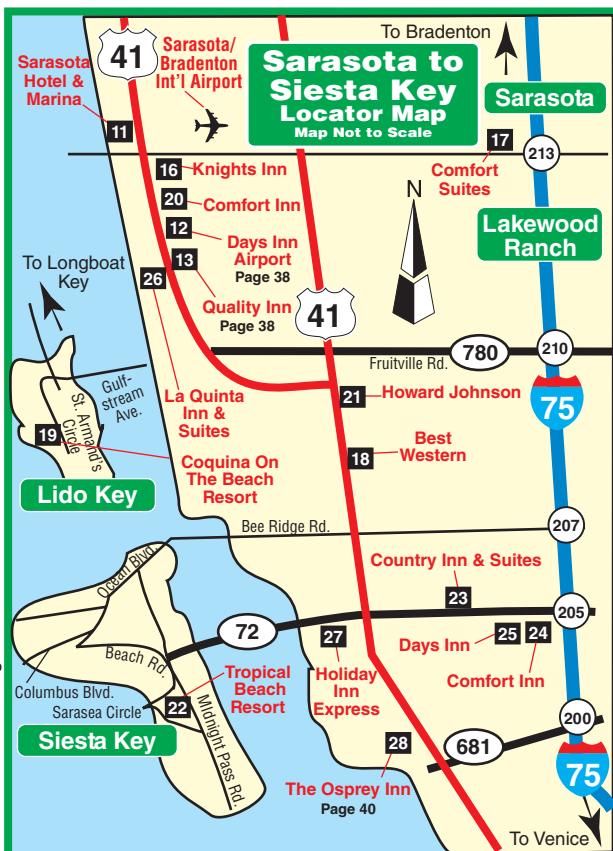 To Bradenton
41
Sarasota/
Bradenton
Int'l Airport
Sarasota
Hotel &
Marina
11
Sarasota to
Siesta Key
Locator Map
Map Not to Scale
Sarasota
17
Comfort
Suites
213
16 Knights Inn
20 Comfort Inn
12 Days Inn
Airport
Page 38
13
Quality Inn
Page 38
N
Lakewood
Ranch
To Longboat
Key
26
La Quinta
Inn &
Suites
41
780
Fruitville Rd.
210
75
21 Howard Johnson
Best
Western
18
Gulf-
stream
Ave.
St. Armand's
Circle
19
Coquina On
The Beach
Resort
Lido Key
Bee Ridge Rd.
207
Ocean Blvd.
Country Inn & Suites
23
205
72
27
Holiday
Inn
Express
Days Inn
25
24
Comfort Inn
Beach Rd.
Columbus Blvd.
Sarasea Circle
22
Tropical
Beach
Resort
MIdnight Pass Rd.
Siesta Key
200
681
28
The Osprey Inn
Page 40
75
To Venice